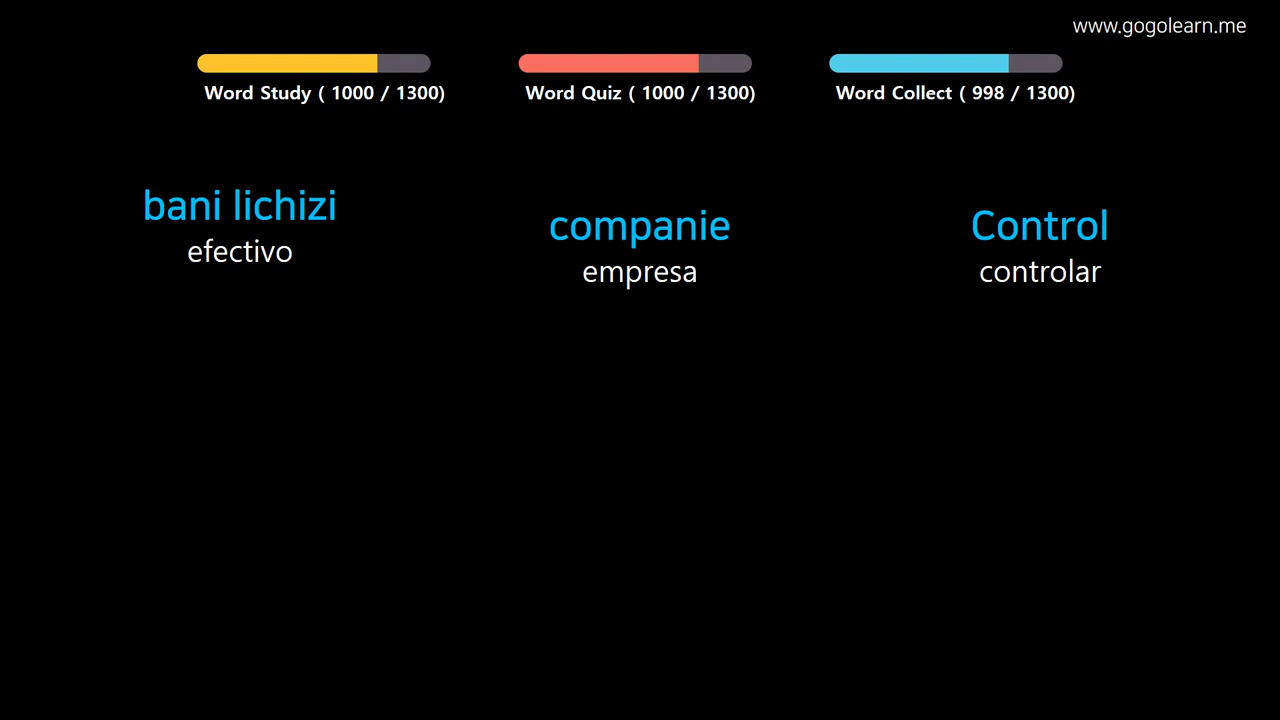 www.gogolearn.me
Word Study ( 1000 / 1300)
Word Quiz ( 1000 / 1300)
Word Collect ( 998 / 1300)
bani lichizi
efectivo
companie
empresa
Control
controlar